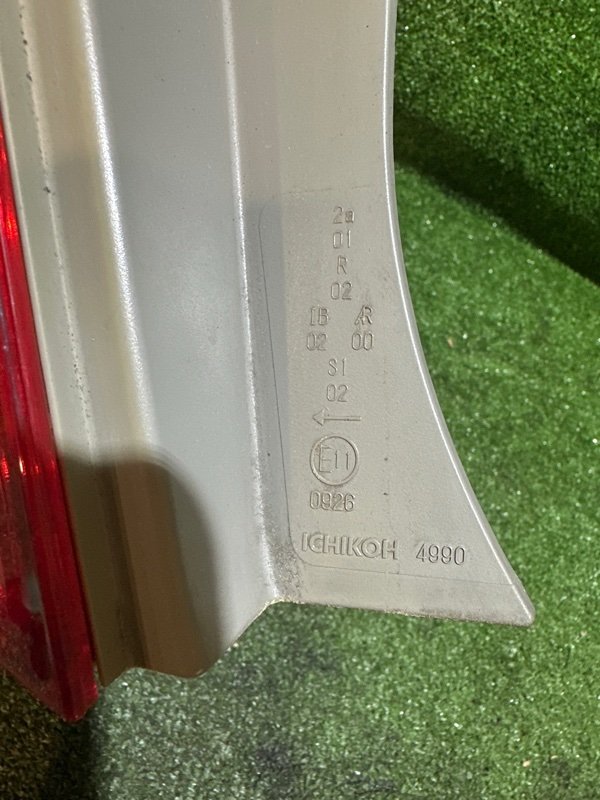 2a
01
R
02
IB AR
02 00
S1
02
←
E11
0826
ICHIKOH 4990